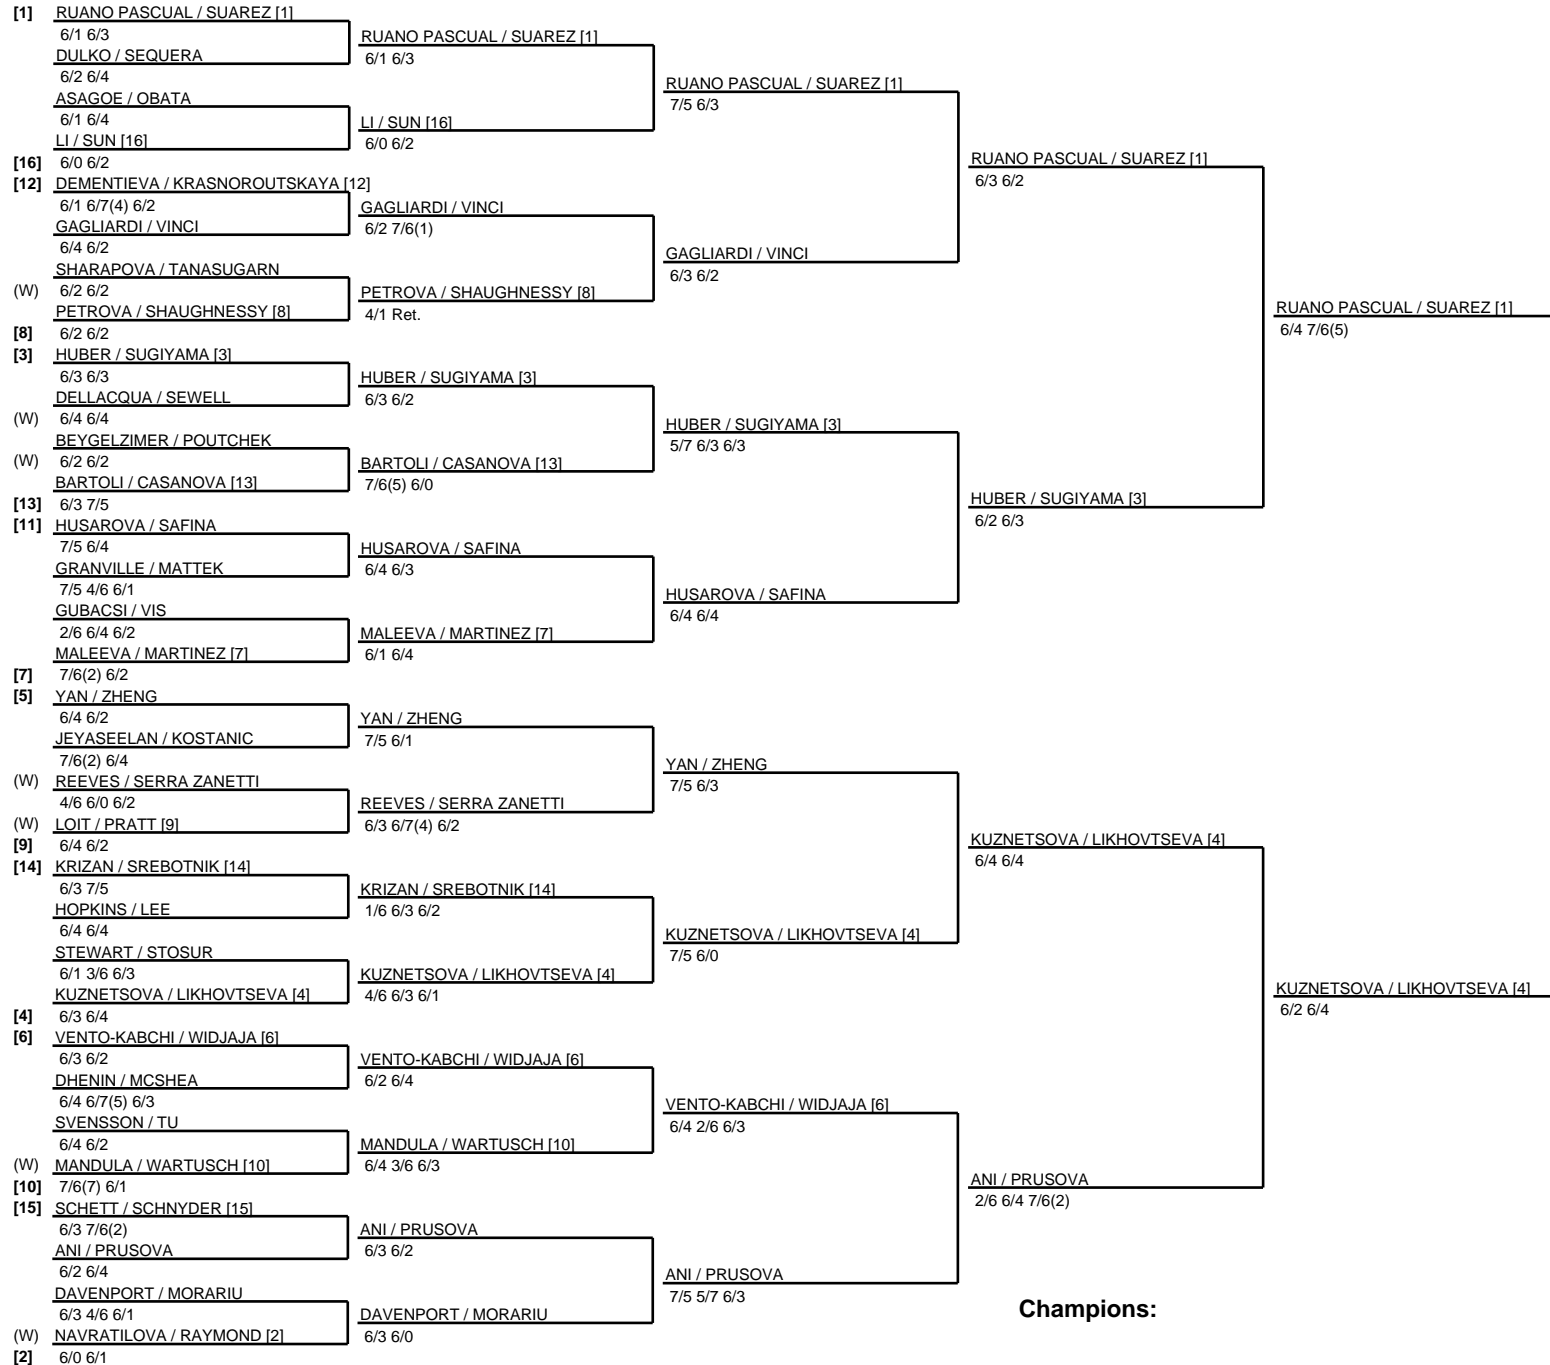 [1] RUANO PASCUAL / SUAREZ [1]
6/1 6/3
DULKO / SEQUERA
6/2 6/4
ASAGOE / OBATA
6/1 6/4
LI / SUN [16]
[16] 6/0 6/2
[12] DEMENTIEVA / KRASNOROUTSKAYA [12]
6/1 6/7(4) 6/2
GAGLIARDI / VINCI
6/4 6/2
SHARAPOVA / TANASUGARN
(W) 6/2 6/2
PETROVA / SHAUGHNESSY [8]
[8] 6/2 6/2
[3] HUBER / SUGIYAMA [3]
6/3 6/3
DELLACQUA / SEWELL
(W) 6/4 6/4
BEYGELZIMER / POUTCHEK
(W) 6/2 6/2
BARTOLI / CASANOVA [13]
[13] 6/3 7/5
[11] HUSAROVA / SAFINA
7/5 6/4
GRANVILLE / MATTEK
7/5 4/6 6/1
GUBACSI / VIS
2/6 6/4 6/2
MALEEVA / MARTINEZ [7]
[7] 7/6(2) 6/2
[5] YAN / ZHENG
6/4 6/2
JEYASEELAN / KOSTANIC
7/6(2) 6/4
(W) REEVES / SERRA ZANETTI
4/6 6/0 6/2
(W) LOIT / PRATT [9]
[9] 6/4 6/2
[14] KRIZAN / SREBOTNIK [14]
6/3 7/5
HOPKINS / LEE
6/4 6/4
STEWART / STOSUR
6/1 3/6 6/3
KUZNETSOVA / LIKHOVTSEVA [4]
[4] 6/3 6/4
[6] VENTO-KABCHI / WIDJAJA [6]
6/3 6/2
DHENIN / MCSHEA
6/4 6/7(5) 6/3
SVENSSON / TU
6/4 6/2
(W) MANDULA / WARTUSCH [10]
[10] 7/6(7) 6/1
[15] SCHETT / SCHNYDER [15]
6/3 7/6(2)
ANI / PRUSOVA
6/2 6/4
DAVENPORT / MORARIU
6/3 4/6 6/1
(W) NAVRATILOVA / RAYMOND [2]
[2] 6/0 6/1
RUANO PASCUAL / SUAREZ [1]
6/1 6/3
LI / SUN [16]
6/0 6/2
GAGLIARDI / VINCI
6/2 7/6(1)
PETROVA / SHAUGHNESSY [8]
4/1 Ret.
HUBER / SUGIYAMA [3]
6/3 6/2
BARTOLI / CASANOVA [13]
7/6(5) 6/0
HUSAROVA / SAFINA
6/4 6/3
MALEEVA / MARTINEZ [7]
6/1 6/4
YAN / ZHENG
7/5 6/1
REEVES / SERRA ZANETTI
6/3 6/7(4) 6/2
KRIZAN / SREBOTNIK [14]
1/6 6/3 6/2
KUZNETSOVA / LIKHOVTSEVA [4]
4/6 6/3 6/1
VENTO-KABCHI / WIDJAJA [6]
6/2 6/4
MANDULA / WARTUSCH [10]
6/4 3/6 6/3
ANI / PRUSOVA
6/3 6/2
DAVENPORT / MORARIU
6/3 6/0
RUANO PASCUAL / SUAREZ [1]
7/5 6/3
GAGLIARDI / VINCI
6/3 6/2
HUBER / SUGIYAMA [3]
5/7 6/3 6/3
HUSAROVA / SAFINA
6/4 6/4
YAN / ZHENG
7/5 6/3
KUZNETSOVA / LIKHOVTSEVA [4]
7/5 6/0
VENTO-KABCHI / WIDJAJA [6]
6/4 2/6 6/3
ANI / PRUSOVA
7/5 5/7 6/3
RUANO PASCUAL / SUAREZ [1]
6/3 6/2
HUBER / SUGIYAMA [3]
6/2 6/3
KUZNETSOVA / LIKHOVTSEVA [4]
6/4 6/4
ANI / PRUSOVA
2/6 6/4 7/6(2)
RUANO PASCUAL / SUAREZ [1]
6/4 7/6(5)
KUZNETSOVA / LIKHOVTSEVA [4]
6/2 6/4
Champions: